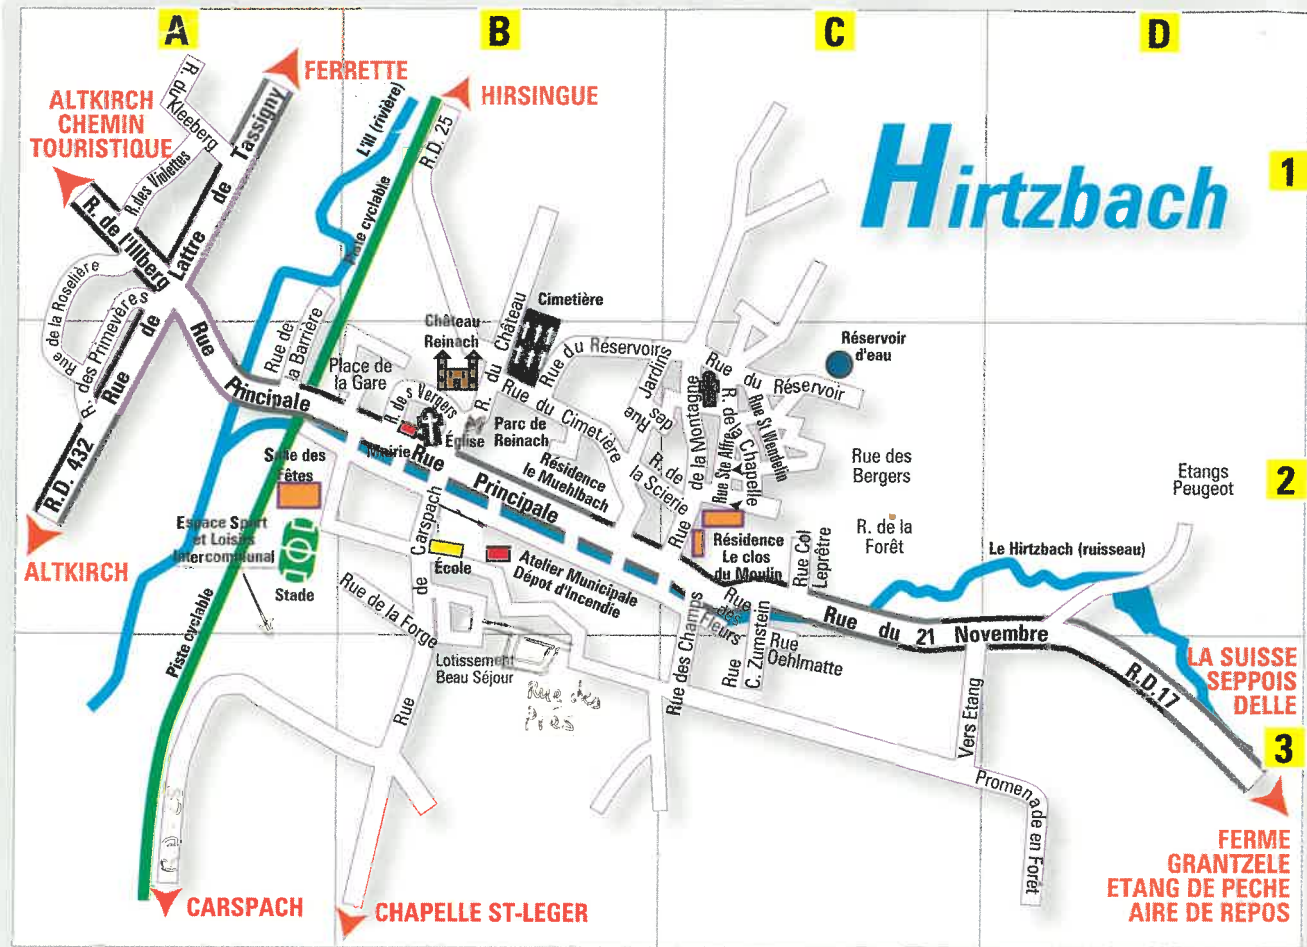 A
B
C
D
1
2
3
Hirtzbach
FERRETTE
ALTKIRCH
CHEMIN
TOURISTIQUE
HIRSINGUE
R. du
Kleeberg
R.des Violettes
R. de l'Illberg
Rue de Lattre de Tassigny
L'Ill (rivière)
Piste cyclable
R.D. 25
Rue de la Roselière
R. des Primevères
R.D. 432
ALTKIRCH
Rue
Principale
Rue de
la Barrière
Place de
la Gare
Château
Reinach
R. du Château
Cimetière
Rue du Réservoir
Rue du Cimetière
R. des Vergers
Mairie
Église
Parc de
Reinach
Rue
Principale
Résidence
le Muehlbach
Rue des Jardins
R. de
la Scierie
Rue de la Montagne
Rue du Réservoir
Rue Ste Affre
R. de la Chapelle
Rue St Wendelin
Réservoir
d'eau
Rue des
Bergers
R. de la
Forêt
Etangs
Peugeot
Salle des
Fêtes
Espace Sport
et Loisirs
Intercommunal
Stade
Rue de Carspach
École
Atelier Municipale
Dépot d'Incendie
Résidence
Le clos
du Moulin
Rue Col
Leprêtre
Le Hirtzbach (ruisseau)
Rue de la Forge
Lotissement
Beau Séjour
Rue des
Prés
Rue des Champs
Rue
des
Fleurs
Rue
C. Zumstein
Rue
Oehlmatte
Rue du 21 Novembre
R.D.17
LA SUISSE
SEPPOIS
DELLE
Vers Etang
Promenade en Forêt
Piste cyclable
CARSPACH
CHAPELLE ST-LEGER
FERME
GRANTZELE
ETANG DE PECHE
AIRE DE REPOS